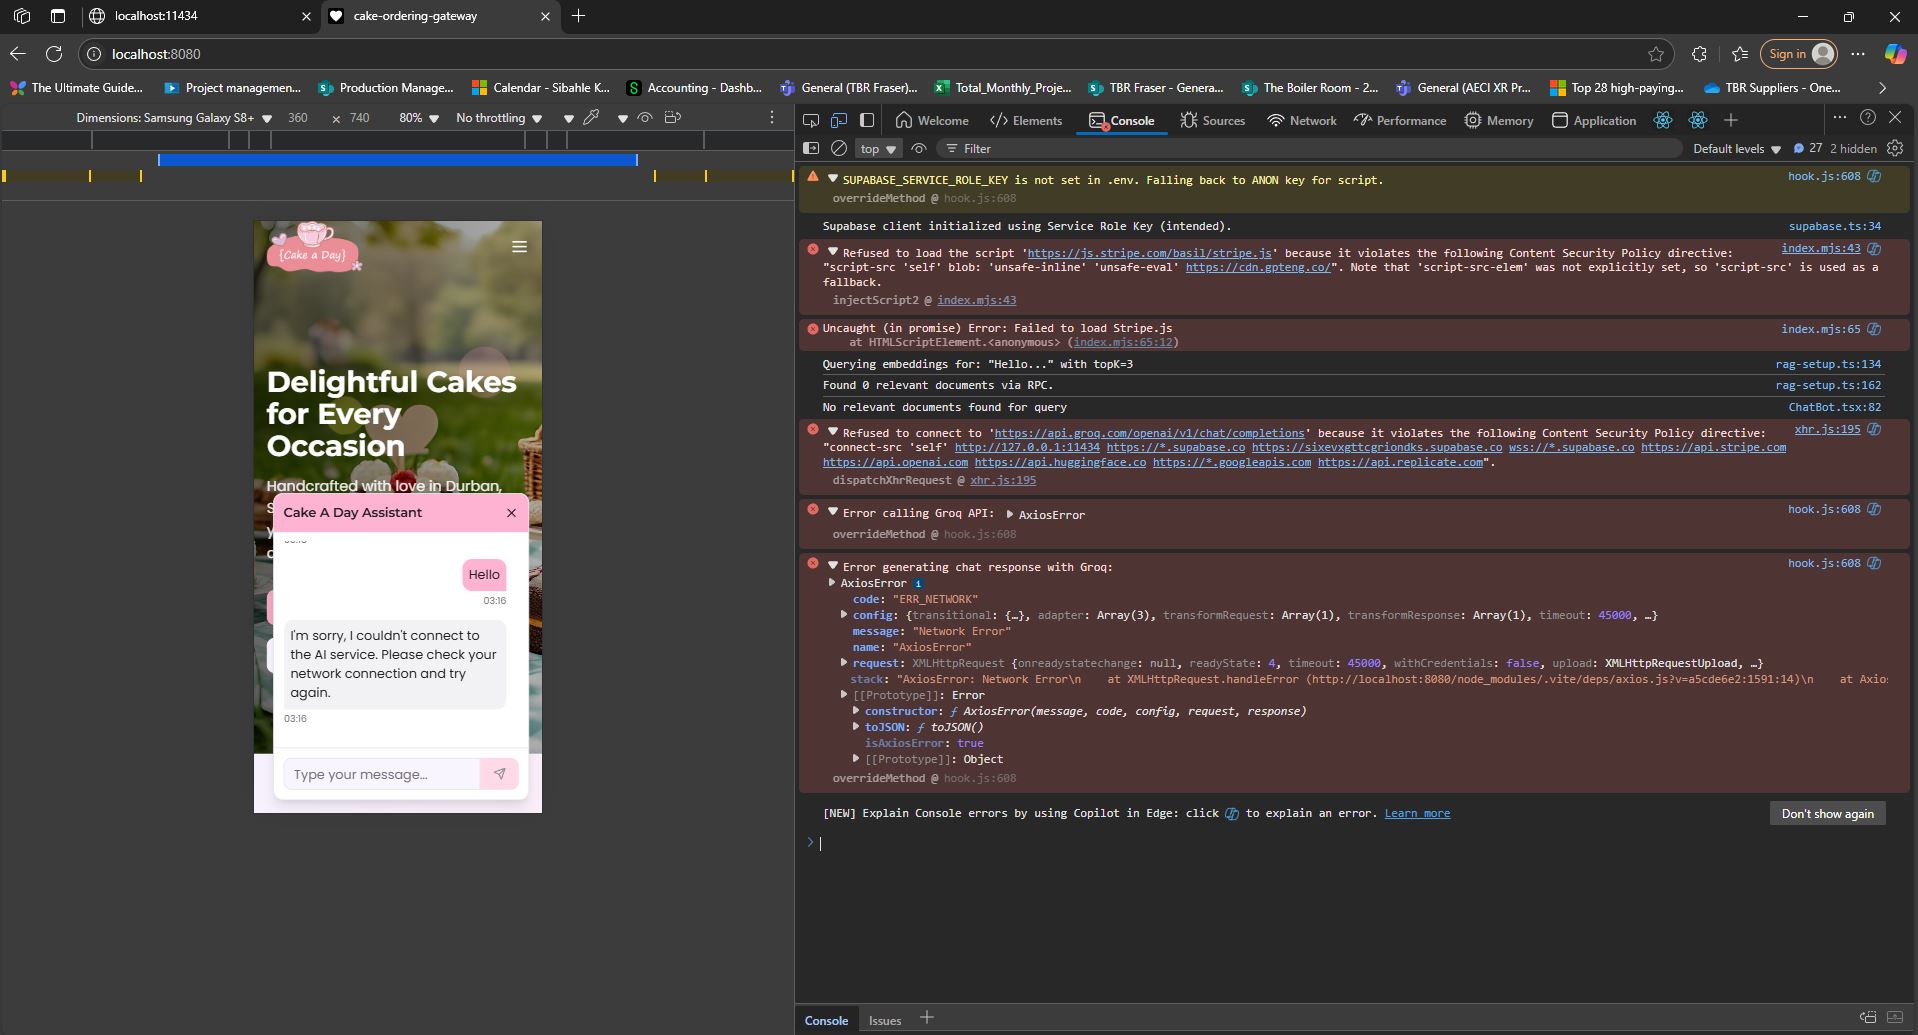 localhost:11434
cake-ordering-gateway
localhost:8080
Sign in
The Ultimate Guide...
Project managemen...
Production Manage...
Calendar - Sibahle K...
Accounting - Dashb...
General (TBR Fraser)...
Total_Monthly_Proje...
TBR Fraser - Genera...
The Boiler Room - 2...
General (AECI XR Pr...
Top 28 high-paying...
TBR Suppliers - One...
Dimensions: Samsung Galaxy S8+ 360 × 740 80% No throttling
{Cake a Day}
Delightful Cakes
for Every
Occasion
Handcrafted with love in Durban,
Cake A Day Assistant
Hello
03:16
I'm sorry, I couldn't connect to
the AI service. Please check your
network connection and try
again.
03:16
Type your message...
Welcome Elements Console Sources Network Performance Memory Application
top Filter Default levels 27 2 hidden
SUPABASE_SERVICE_ROLE_KEY is not set in .env. Falling back to ANON key for script. hook.js:608
overrideMethod @ hook.js:608
Supabase client initialized using Service Role Key (intended). supabase.ts:34
Refused to load the script 'https://js.stripe.com/basil/stripe.js' because it violates the following Content Security Policy directive: index.mjs:43
"script-src 'self' blob: 'unsafe-inline' 'unsafe-eval' https://cdn.gpteng.co/". Note that 'script-src-elem' was not explicitly set, so 'script-src' is used as a
fallback.
injectScript2 @ index.mjs:43
Uncaught (in promise) Error: Failed to load Stripe.js index.mjs:65
at HTMLScriptElement.<anonymous> (index.mjs:65:12)
Querying embeddings for: "Hello..." with topK=3 rag-setup.ts:134
Found 0 relevant documents via RPC. rag-setup.ts:162
No relevant documents found for query ChatBot.tsx:82
Refused to connect to 'https://api.groq.com/openai/v1/chat/completions' because it violates the following Content Security Policy directive: xhr.js:195
"connect-src 'self' http://127.0.0.1:11434 https://*.supabase.co https://sixevxgttcgriondks.supabase.co wss://*.supabase.co https://api.stripe.com
https://api.openai.com https://api.huggingface.co https://*.googleapis.com https://api.replicate.com".
dispatchXhrRequest @ xhr.js:195
Error calling Groq API: AxiosError hook.js:608
overrideMethod @ hook.js:608
Error generating chat response with Groq: hook.js:608
AxiosError i
code: "ERR_NETWORK"
config: {transitional: {…}, adapter: Array(3), transformRequest: Array(1), transformResponse: Array(1), timeout: 45000, …}
message: "Network Error"
name: "AxiosError"
request: XMLHttpRequest {onreadystatechange: null, readyState: 4, timeout: 45000, withCredentials: false, upload: XMLHttpRequestUpload, …}
stack: "AxiosError: Network Error\n at XMLHttpRequest.handleError (http://localhost:8080/node_modules/.vite/deps/axios.js?v=a5cde6e2:1591:14)\n at Axios
[[Prototype]]: Error
constructor: ƒ AxiosError(message, code, config, request, response)
toJSON: ƒ toJSON()
isAxiosError: true
[[Prototype]]: Object
overrideMethod @ hook.js:608
[NEW] Explain Console errors by using Copilot in Edge: click to explain an error. Learn more
Don't show again
Console Issues